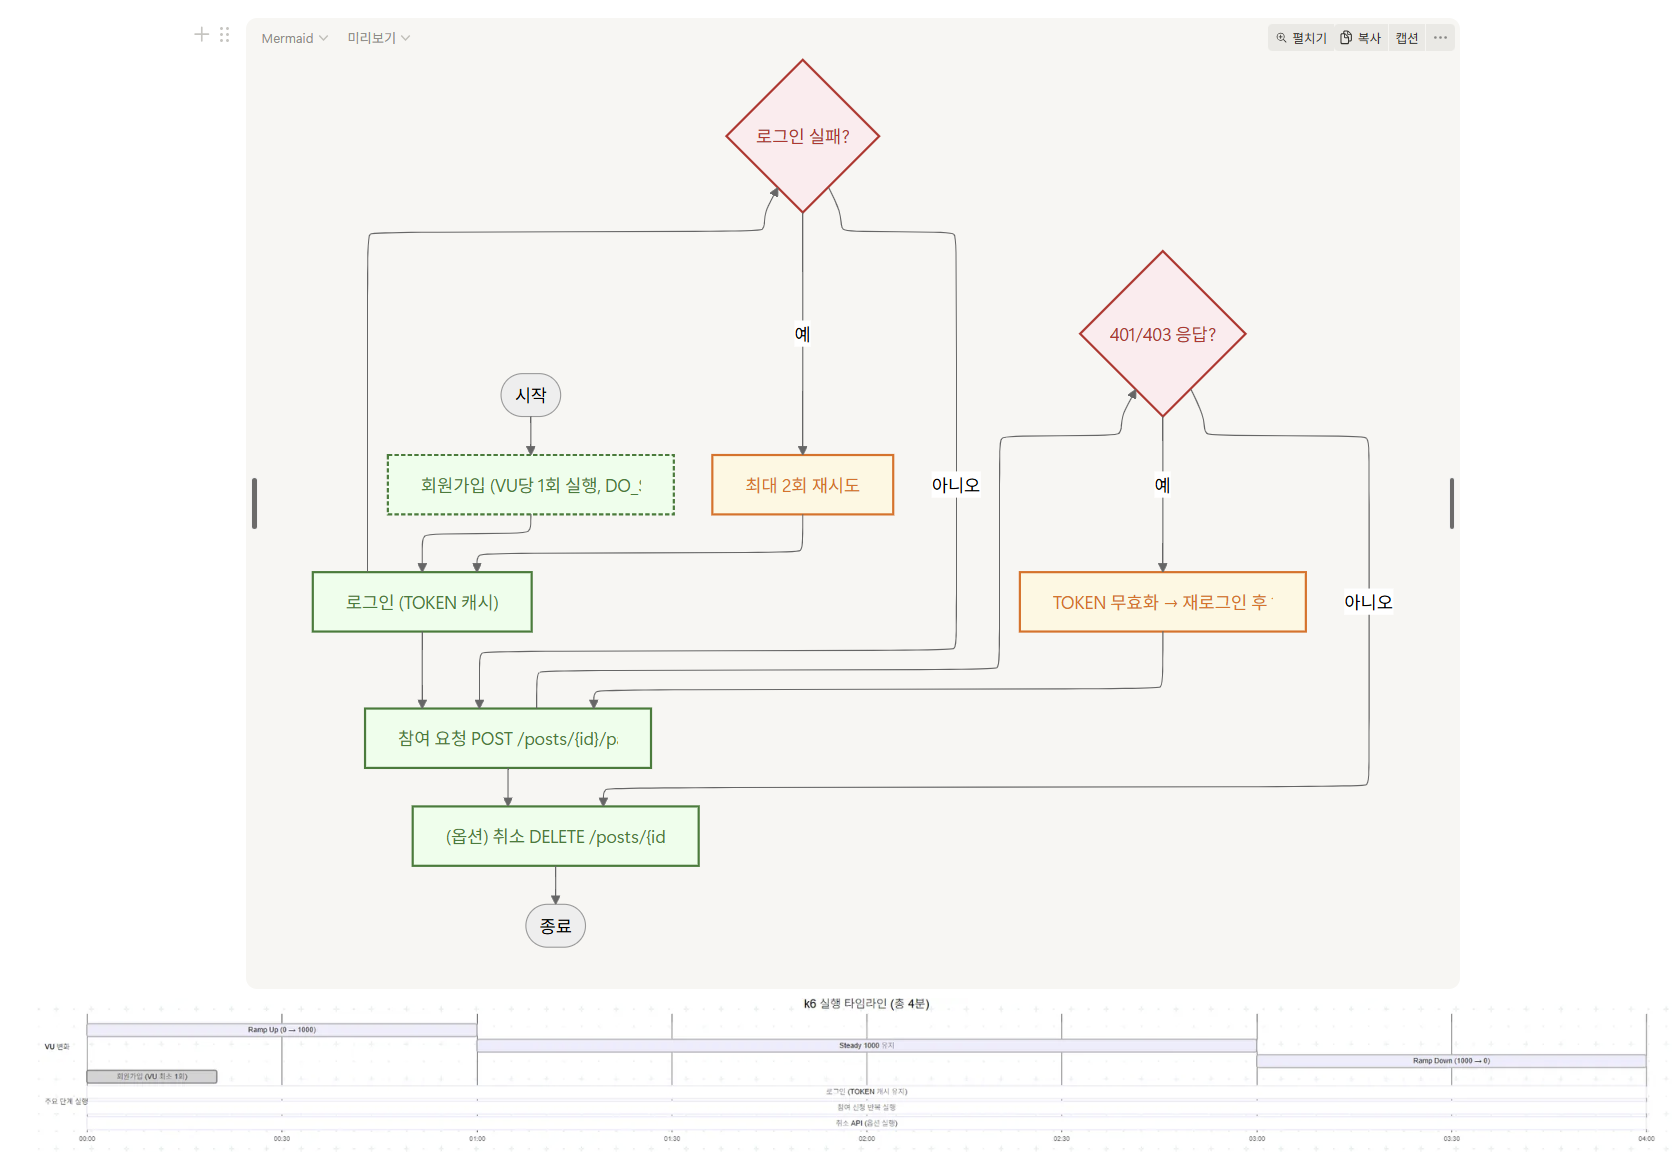 Mermaid
미리보기
펼치기
복사
캡션
로그인 실패?
401/403 응답?
예
시작
회원가입 (VU당 1회 실행, DO_
최대 2회 재시도
아니오
예
로그인 (TOKEN 캐시)
TOKEN 무효화 → 재로그인 후
아니오
참여 요청 POST /posts/{id}/p
(옵션) 취소 DELETE /posts/{id
종료
k6 실행 타임라인 (총 4분)
Ramp Up (0 → 1000)
VU 변화
Steady 1000 유지
Ramp Down (1000 → 0)
회원가입 (VU 최소 1회)
로그인 (TOKEN 캐시 유지)
주요 단계 실행
참여 신청 반복 실행
취소 API (옵션 실행)
00:00 00:30 01:00 01:30 02:00 02:30 03:00 03:30 04:00